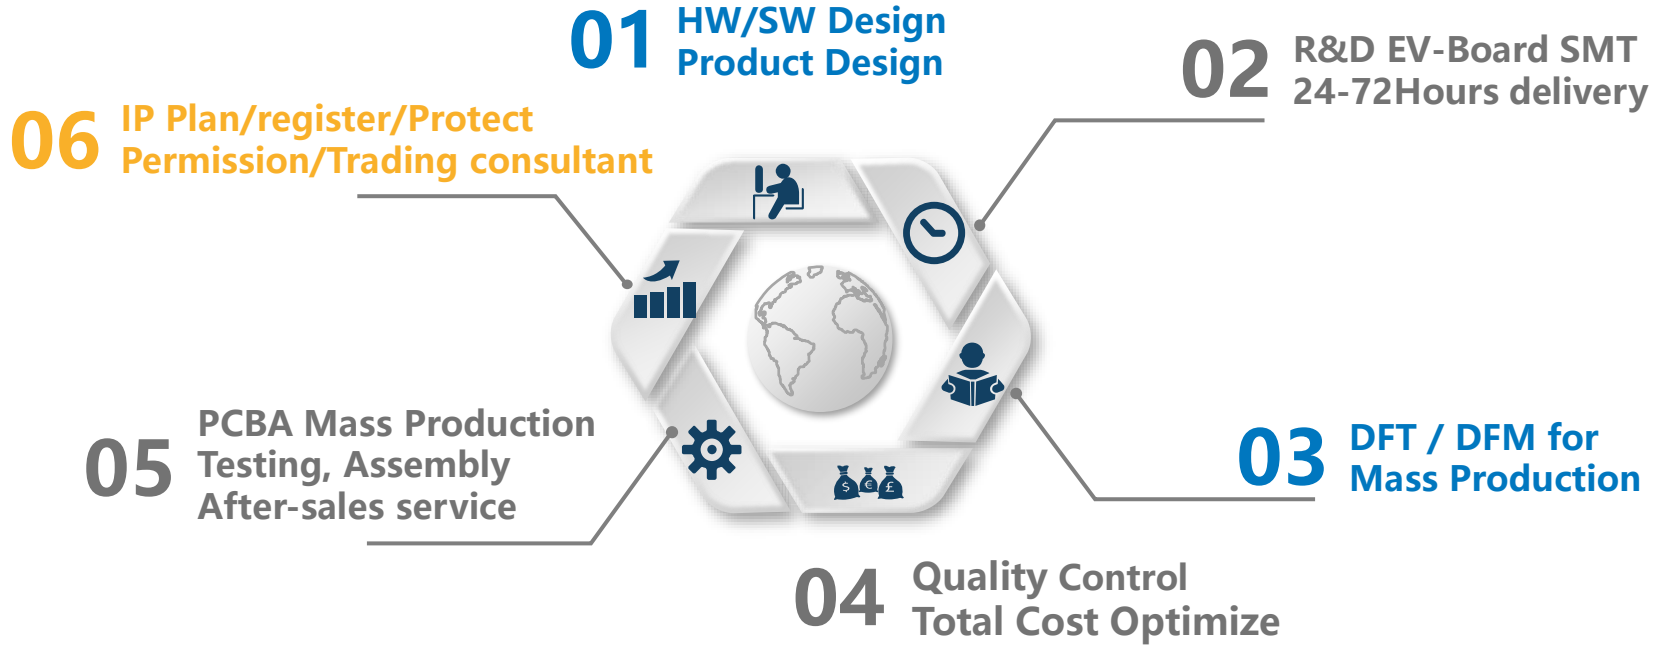 01
HW/SW Design
Product Design
02
R&D EV-Board SMT
24-72Hours delivery
03
DFT / DFM for
Mass Production
04
Quality Control
Total Cost Optimize
05
PCBA Mass Production
Testing, Assembly
After-sales service
06
IP Plan/register/Protect
Permission/Trading consultant
$ € £